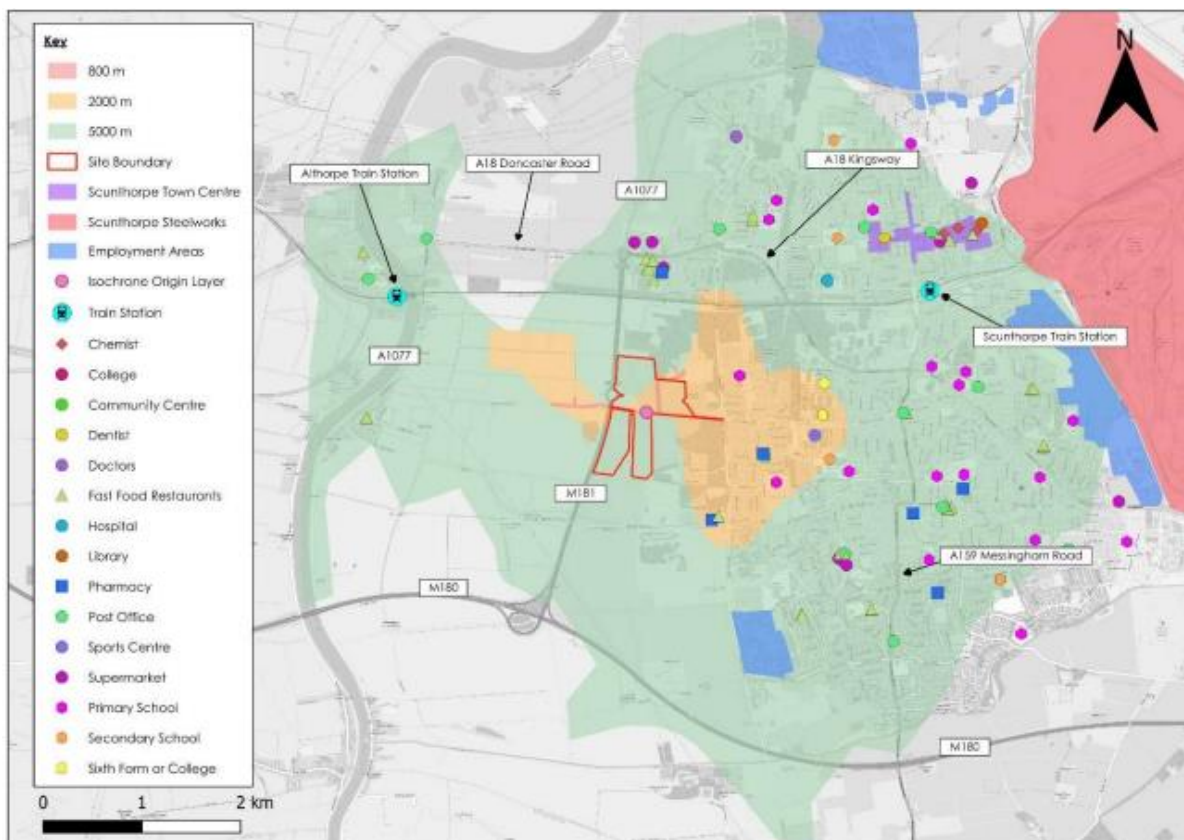 Key
800 m
2000 m
5000 m
Site Boundary
Scunthorpe Town Centre
Scunthorpe Steelworks
Employment Areas
Isochrone Origin Layer
Train Station
Chemist
College
Community Centre
Dentist
Doctors
Fast Food Restaurants
Hospital
Library
Pharmacy
Post Office
Sports Centre
Supermarket
Primary School
Secondary School
Sixth Form or College
0 1 2 km
N
A18 Doncaster Road
A18 Kingsway
Althorpe Train Station
A1077
Scunthorpe Train Station
A1077
M181
A159 Messingham Road
M180
M180